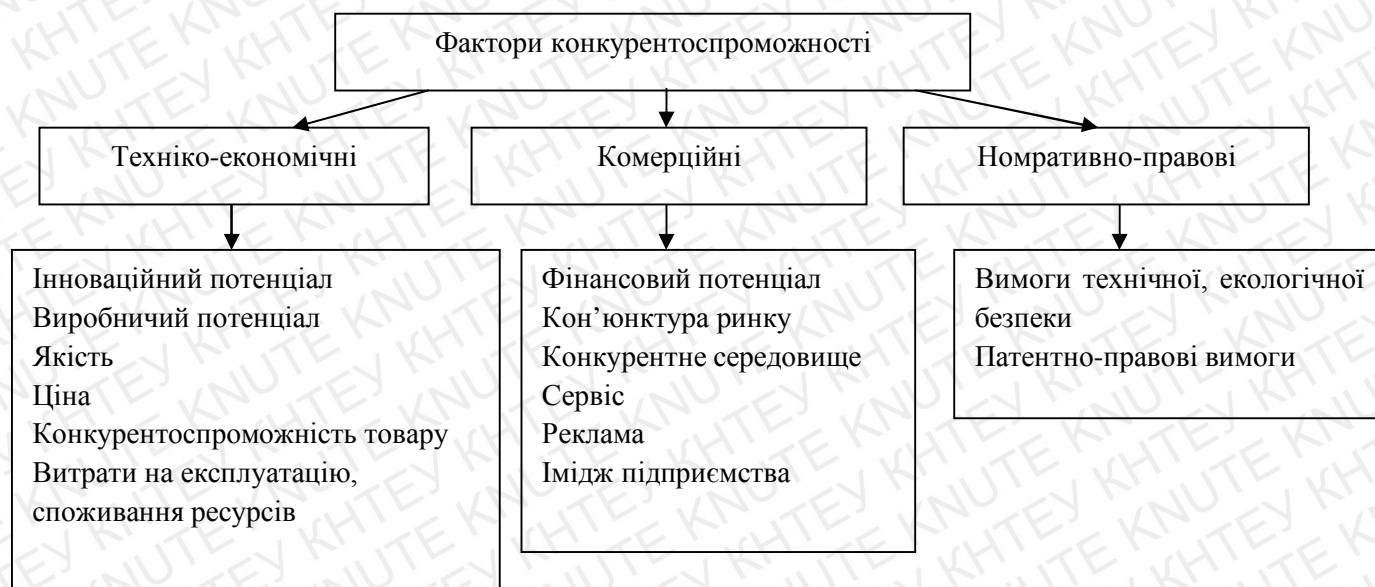 Фактори конкурентоспроможності
Техніко-економічні
Комерційні
Номративно-правові
Інноваційний потенціал
Виробничий потенціал
Якість
Ціна
Конкурентоспроможність товару
Витрати на експлуатацію,
споживання ресурсів
Фінансовий потенціал
Кон’юнктура ринку
Конкурентне середовище
Сервіс
Реклама
Імідж підприємства
Вимоги технічної, екологічної
безпеки
Патентно-правові вимоги